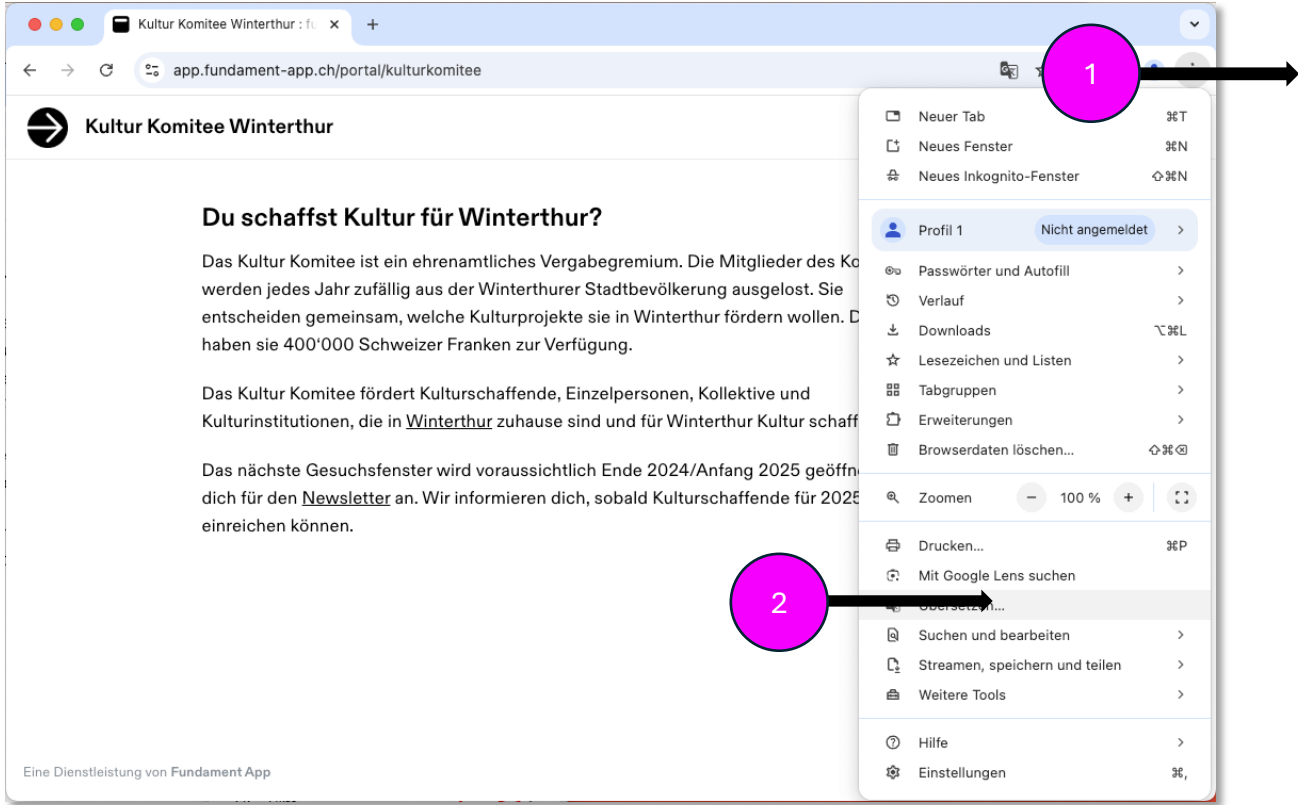 Kultur Komitee Winterthur : fu
app.fundament-app.ch/portal/kulturkomitee
1
Kultur Komitee Winterthur
Du schaffst Kultur für Winterthur?
Das Kultur Komitee ist ein ehrenamtliches Vergabegremium. Die Mitglieder des Ko
werden jedes Jahr zufällig aus der Winterthurer Stadtbevölkerung ausgelost. Sie
entscheiden gemeinsam, welche Kulturprojekte sie in Winterthur fördern wollen. D
haben sie 400‘000 Schweizer Franken zur Verfügung.
Das Kultur Komitee fördert Kulturschaffende, Einzelpersonen, Kollektive und
Kulturinstitutionen, die in Winterthur zuhause sind und für Winterthur Kultur schaff
Das nächste Gesuchsfenster wird voraussichtlich Ende 2024/Anfang 2025 geöffn
dich für den Newsletter an. Wir informieren dich, sobald Kulturschaffende für 2025
einreichen können.
Eine Dienstleistung von Fundament App
Neuer Tab ⌘T
Neues Fenster ⌘N
Neues Inkognito-Fenster ⇧⌘N
Profil 1 Nicht angemeldet
Passwörter und Autofill
Verlauf
Downloads ⌥⌘L
Lesezeichen und Listen
Tabgruppen
Erweiterungen
Browserdaten löschen... ⇧⌘⌫
Zoomen − 100 % +
Drucken... ⌘P
Mit Google Lens suchen
2
Übersetzen...
Suchen und bearbeiten
Streamen, speichern und teilen
Weitere Tools
Hilfe
Einstellungen ⌘,